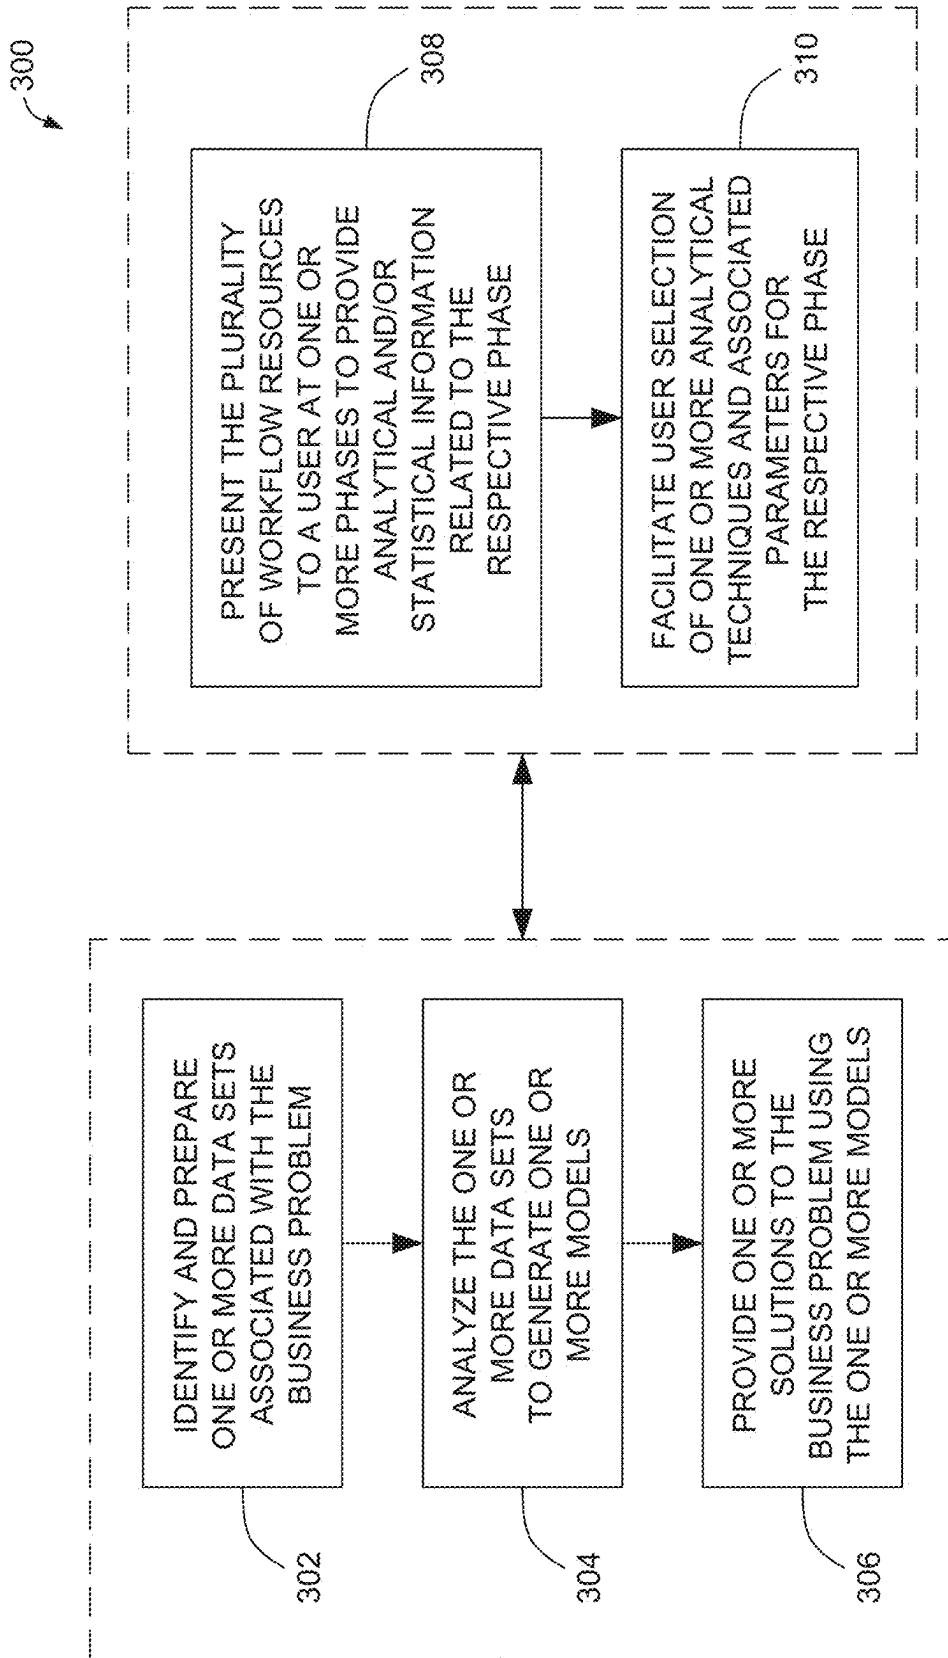 300
IDENTIFY AND PREPARE
ONE OR MORE DATA SETS
ASSOCIATED WITH THE
BUSINESS PROBLEM
302
ANALYZE THE ONE OR
MORE DATA SETS
TO GENERATE ONE OR
MORE MODELS
304
PROVIDE ONE OR MORE
SOLUTIONS TO THE
BUSINESS PROBLEM USING
THE ONE OR MORE MODELS
306
PRESENT THE PLURALITY
OF WORKFLOW RESOURCES
TO A USER AT ONE OR
MORE PHASES TO PROVIDE
ANALYTICAL AND/OR
STATISTICAL INFORMATION
RELATED TO THE
RESPECTIVE PHASE
308
FACILITATE USER SELECTION
OF ONE OR MORE ANALYTICAL
TECHNIQUES AND ASSOCIATED
PARAMETERS FOR
THE RESPECTIVE PHASE
310